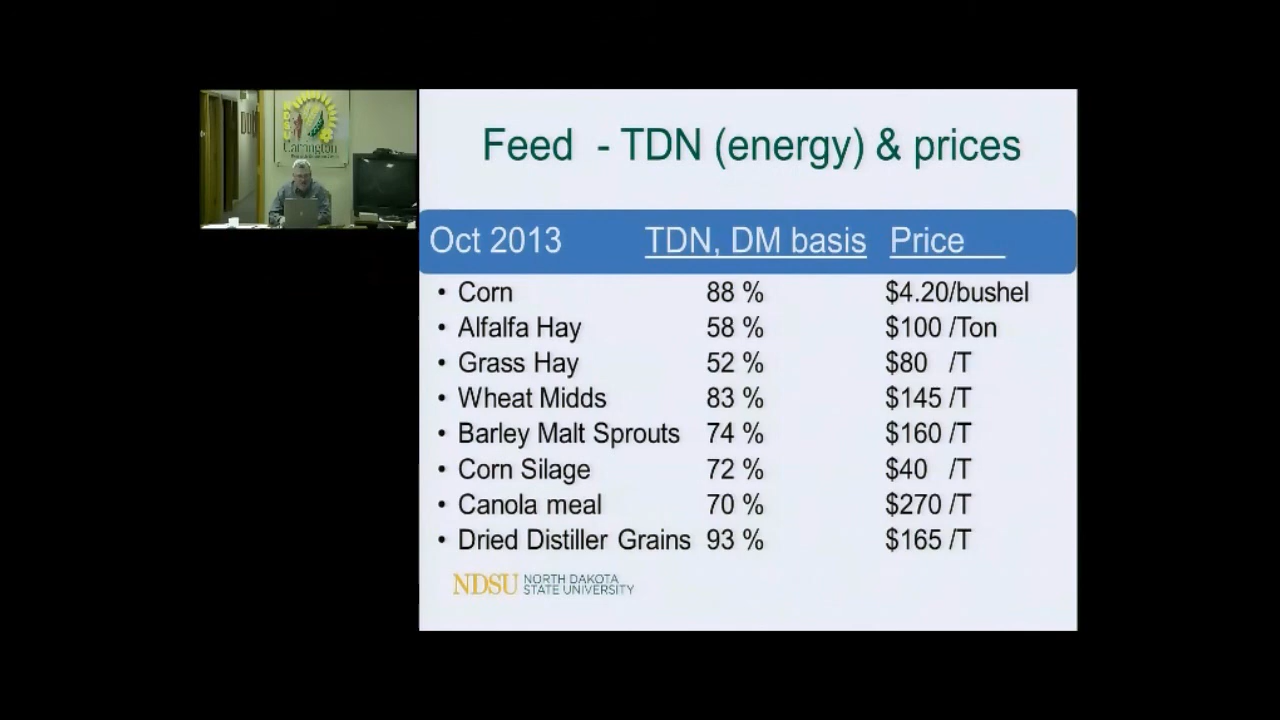 Carrington
Feed - TDN (energy) & prices
Oct 2013 TDN, DM basis Price
• Corn 88 % $4.20/bushel
• Alfalfa Hay 58 % $100 /Ton
• Grass Hay 52 % $80 /T
• Wheat Midds 83 % $145 /T
• Barley Malt Sprouts 74 % $160 /T
• Corn Silage 72 % $40 /T
• Canola meal 70 % $270 /T
• Dried Distiller Grains 93 % $165 /T
NDSU NORTH DAKOTA
STATE UNIVERSITY